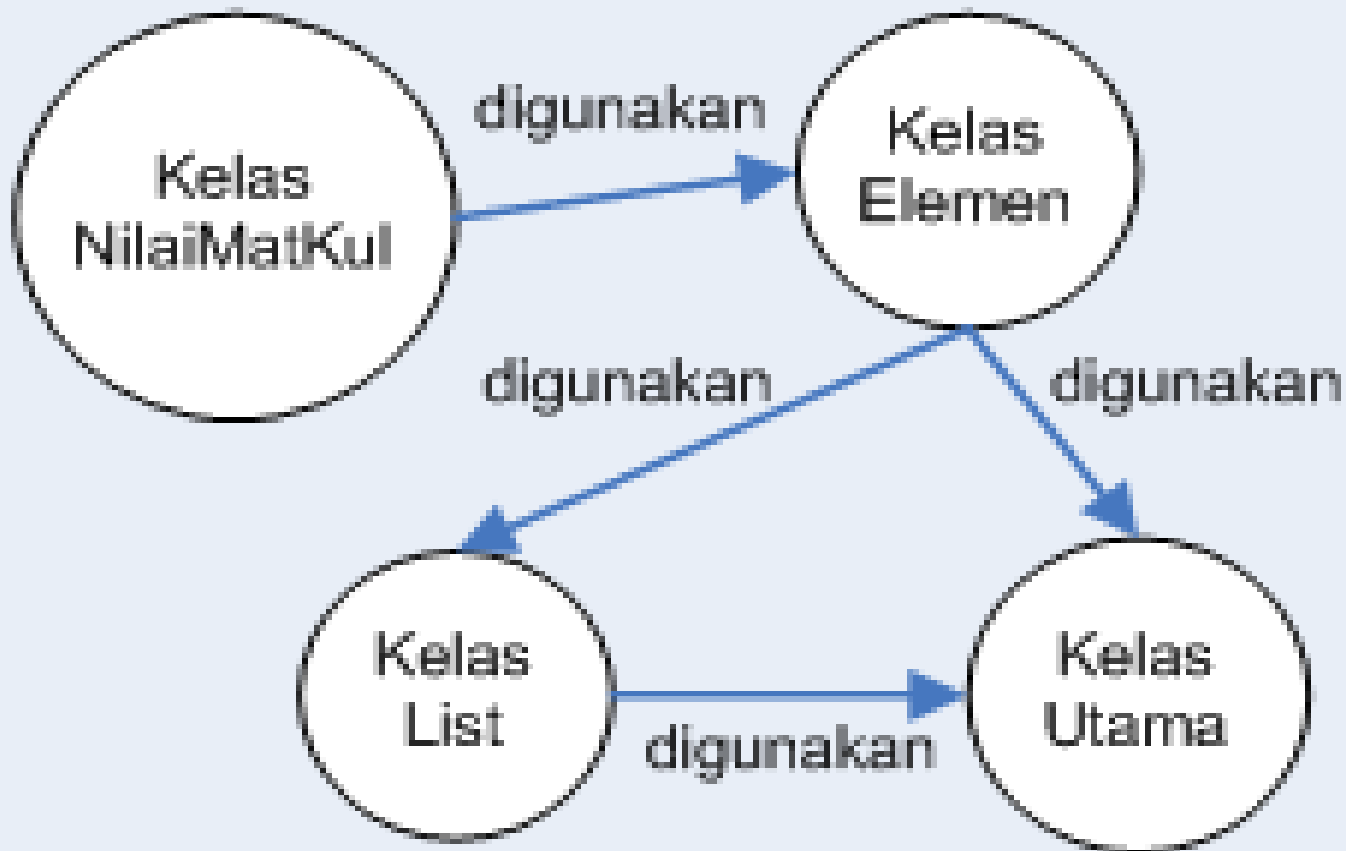 Kelas
NilaiMatKul
digunakan
Kelas
Elemen
digunakan
digunakan
Kelas
List
digunakan
Kelas
Utama